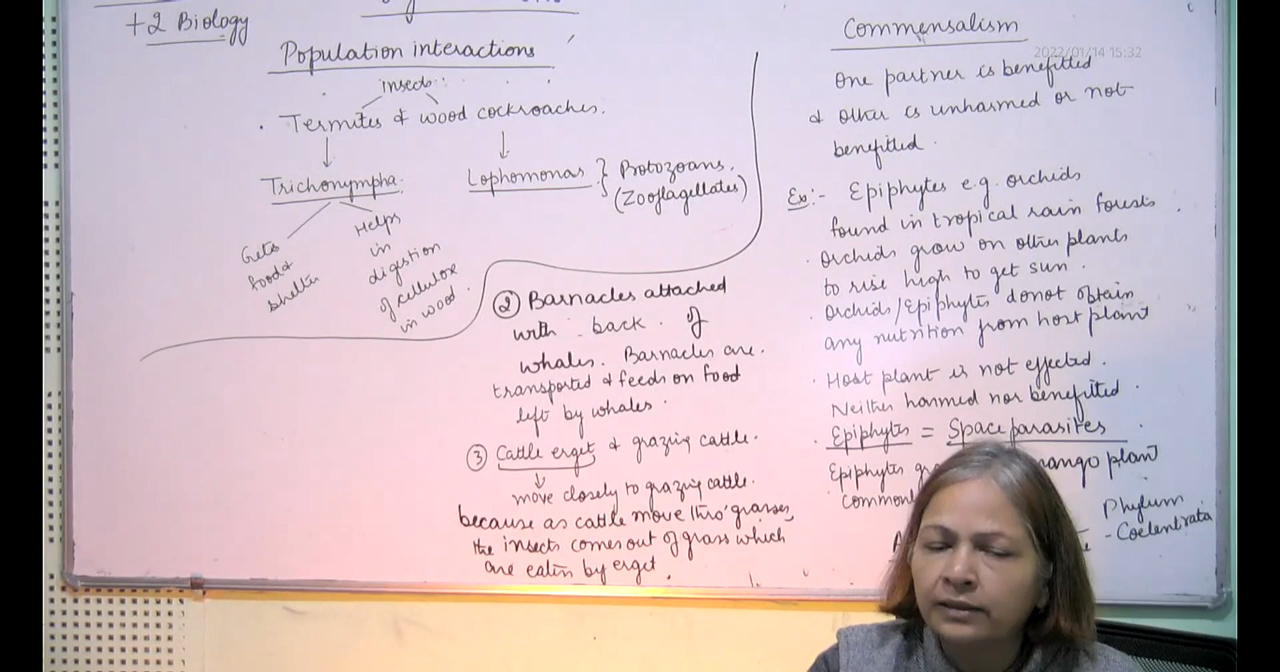 +2 Biology
Population interactions
insects
. Termites & wood cockroaches.
Trichonympha.
Lophomonas } Protozoans.
(Zooflagellates)
Gets
food &
shelter
Helps
in
digestion
of cellulose
in wood.
② Barnacles attached
with back of
whales. Barnacles are.
transported & feeds on food
left by whales.
③ Cattle erget & grazing cattle.
move closely to grazing cattle.
because as cattle move thro' grasses,
the insects comes out of grass which
are eaten by erget.
Commensalism
2022/01/14 15:32
One partner is benefitted
& other is unharmed or not
benefitted.
Ex:- Epiphytes e.g. orchids
found in tropical rain forests.
. Orchids grow on other plants
to rise high to get sun.
. Orchids/Epiphytes donot obtain
any nutrition from host plant
. Host plant is not effected.
Neither harmed nor benefitted.
. Epiphytes = Space parasites
Epiphytes mango plant
Phylum
- Coelentrata